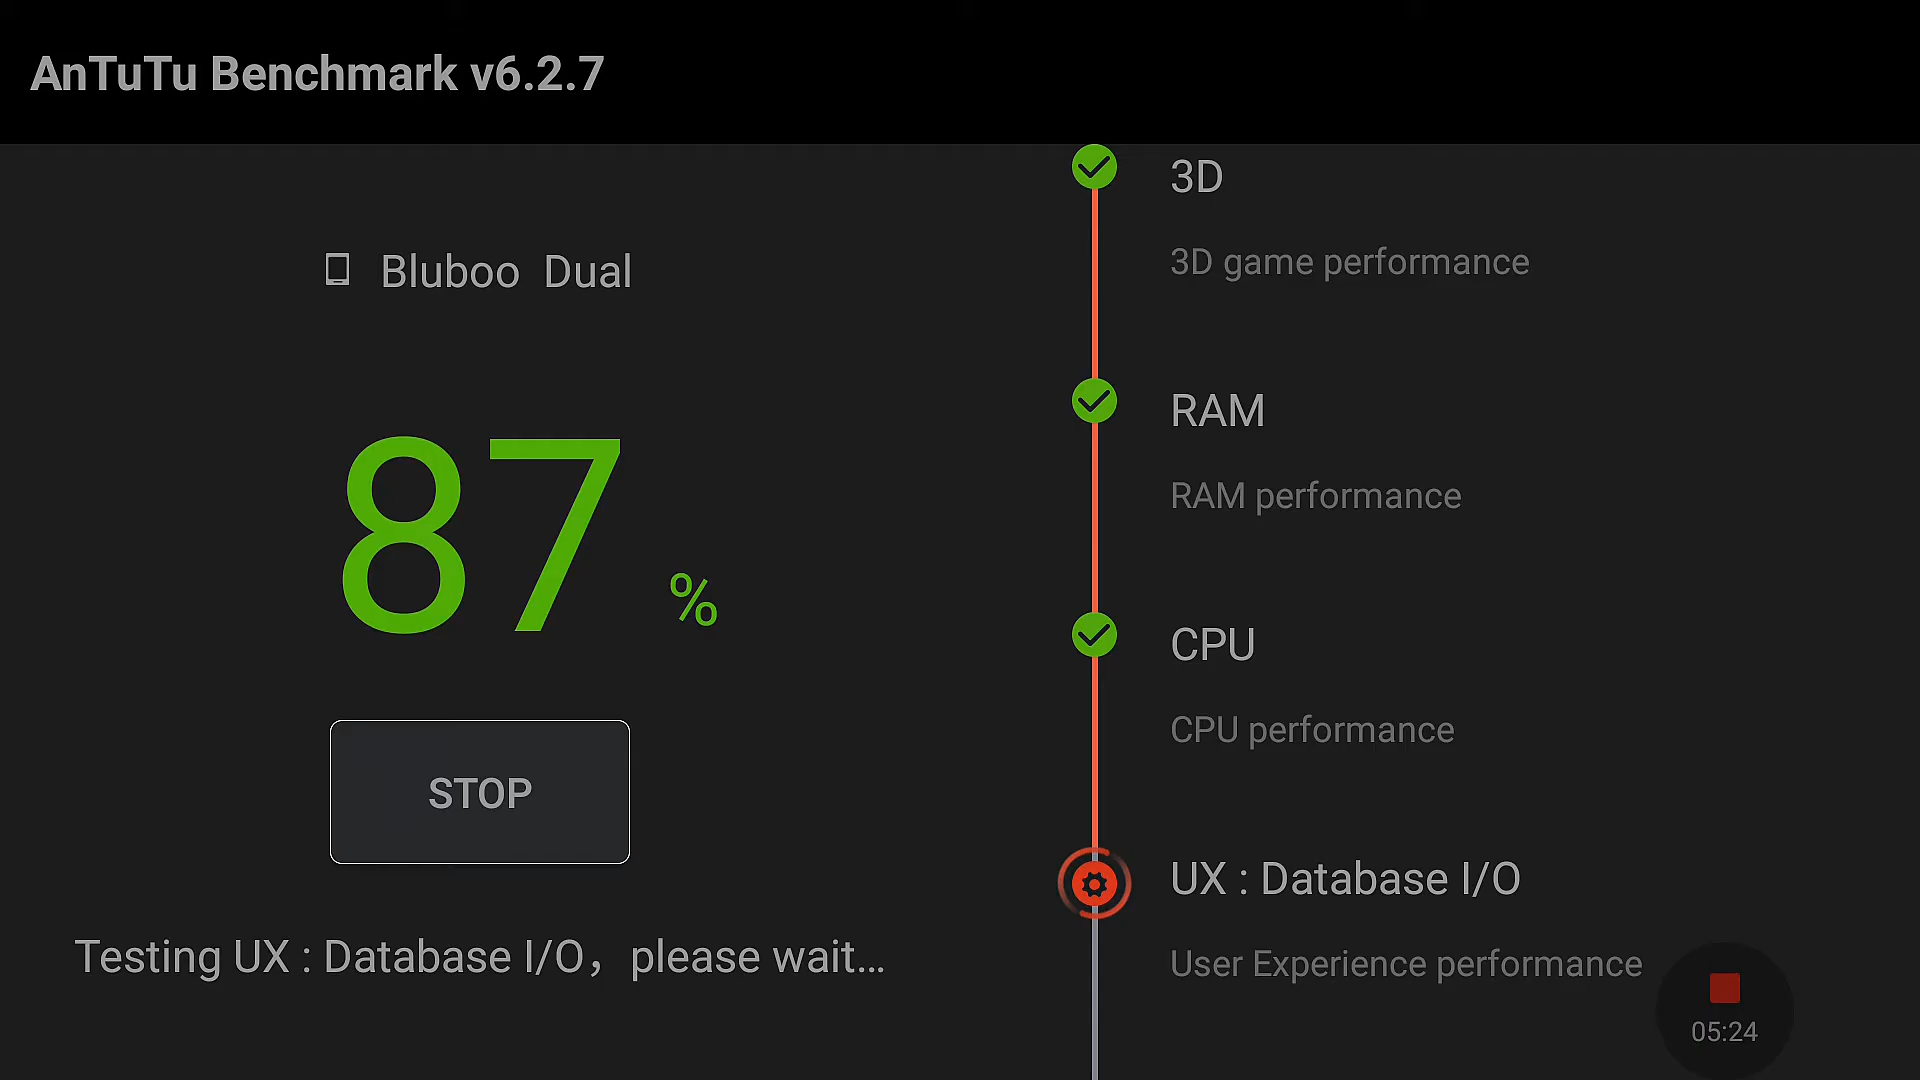 AnTuTu Benchmark v6.2.7
Bluboo Dual
87 %
STOP
Testing UX : Database I/O，please wait...
3D
3D game performance
RAM
RAM performance
CPU
CPU performance
UX : Database I/O
User Experience performance
05:24